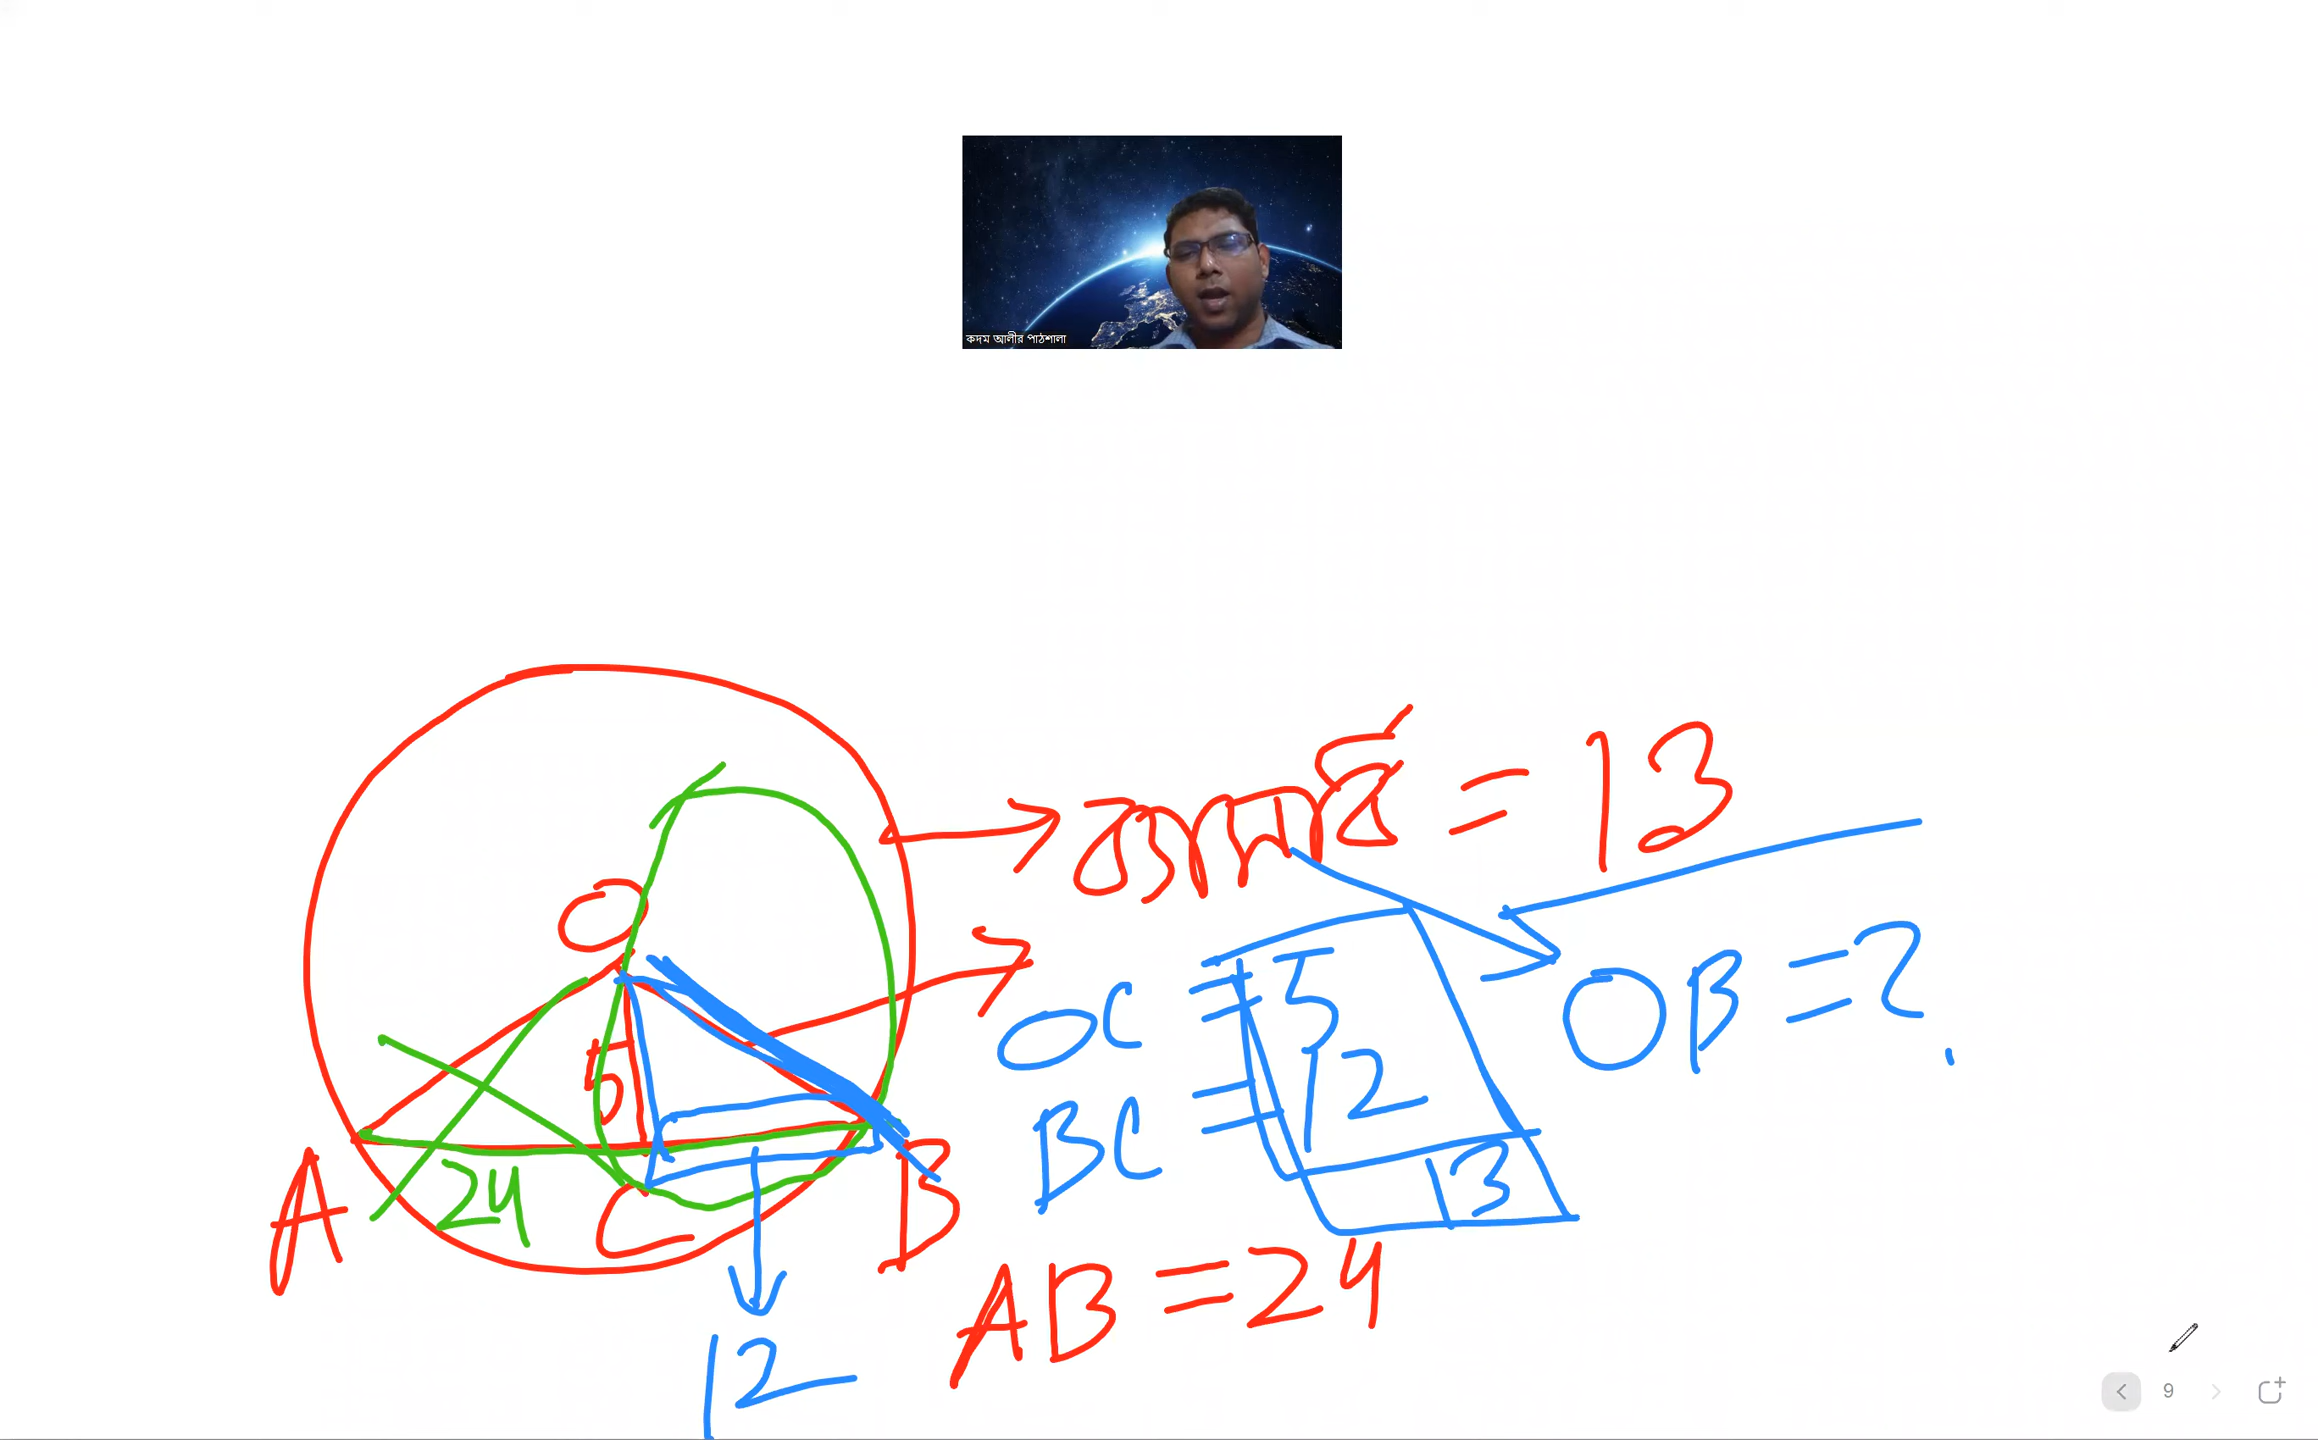 কদম আলীর পাঠশালা
ব্যাসার্ধ = 13
O
OC = 5
OB = ?
5
BC = 12
13
A
24
C
B
AB = 24
12
9